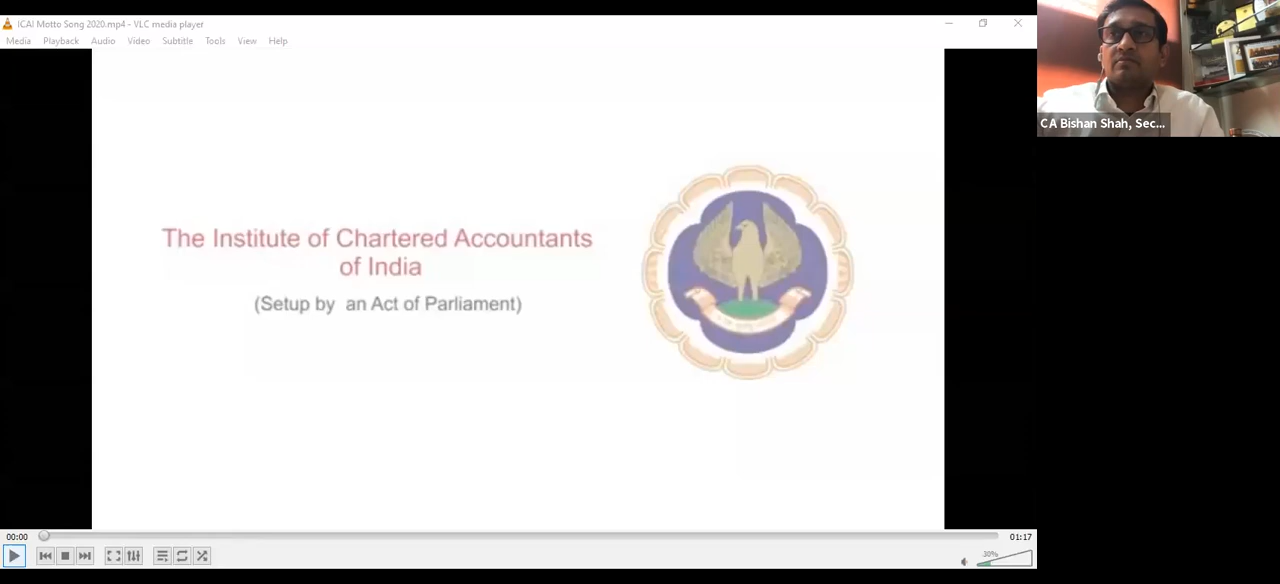 ICAI Motto Song 2020.mp4 - VLC media player
Media Playback Audio Video Subtitle Tools View Help
The Institute of Chartered Accountants
of India
(Setup by an Act of Parliament)
CA Bishan Shah, Sec...
00:00
01:17
30%